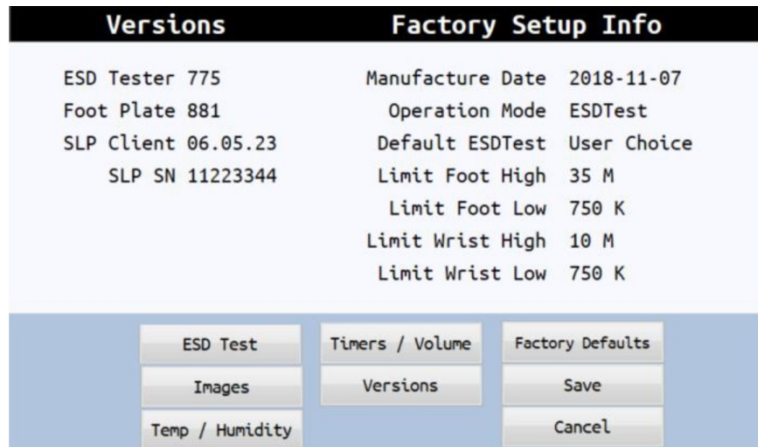 Versions
ESD Tester 775
Foot Plate 881
SLP Client 06.05.23
SLP SN 11223344
Factory Setup Info
Manufacture Date 2018-11-07
Operation Mode ESDTest
Default ESDTest User Choice
Limit Foot High 35 M
Limit Foot Low 750 K
Limit Wrist High 10 M
Limit Wrist Low 750 K
ESD Test
Timers / Volume
Factory Defaults
Images
Versions
Save
Temp / Humidity
Cancel